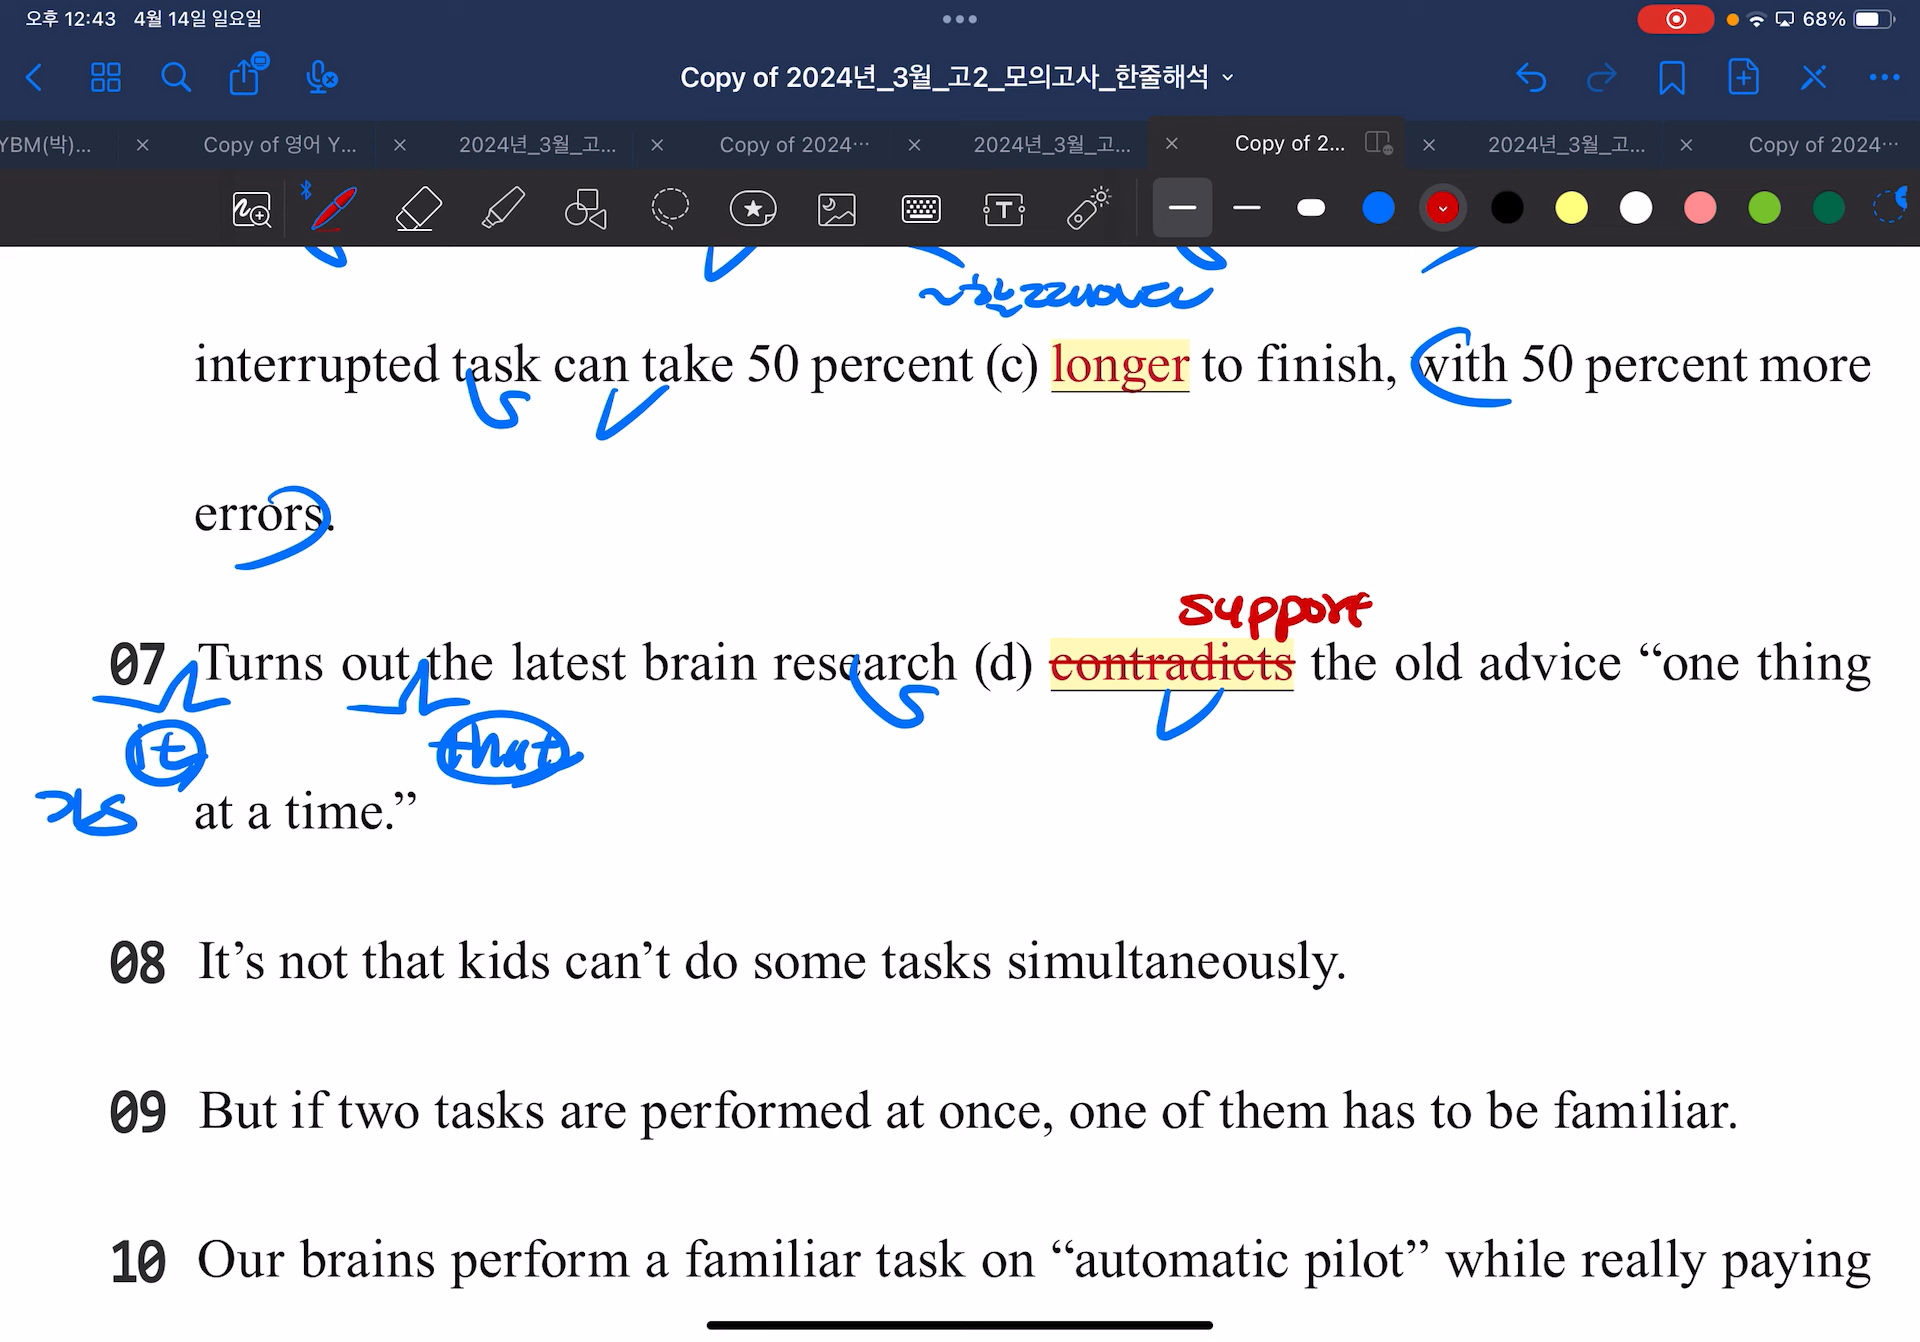 오후 12:43 4월 14일 일요일
68%
Copy of 2024년_3월_고2_모의고사_한줄해석
YBM(박)... Copy of 영어 Y... 2024년_3월_고... Copy of 2024... 2024년_3월_고... Copy of 2... 2024년_3월_고... Copy of 2024...
interrupted task can take 50 percent (c) longer to finish, with 50 percent more
S V
errors.
support
07 Turns out the latest brain research (d) contradicts the old advice “one thing
S V
it that
at a time.”
08 It’s not that kids can’t do some tasks simultaneously.
09 But if two tasks are performed at once, one of them has to be familiar.
10 Our brains perform a familiar task on “automatic pilot” while really paying